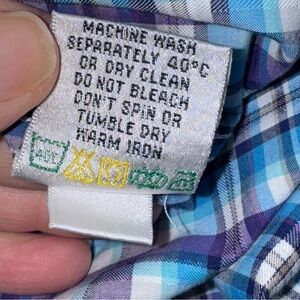 MACHINE WASH
SEPARATELY 40°C
OR DRY CLEAN
DO NOT BLEACH
DON'T SPIN OR
TUMBLE DRY
WARM IRON